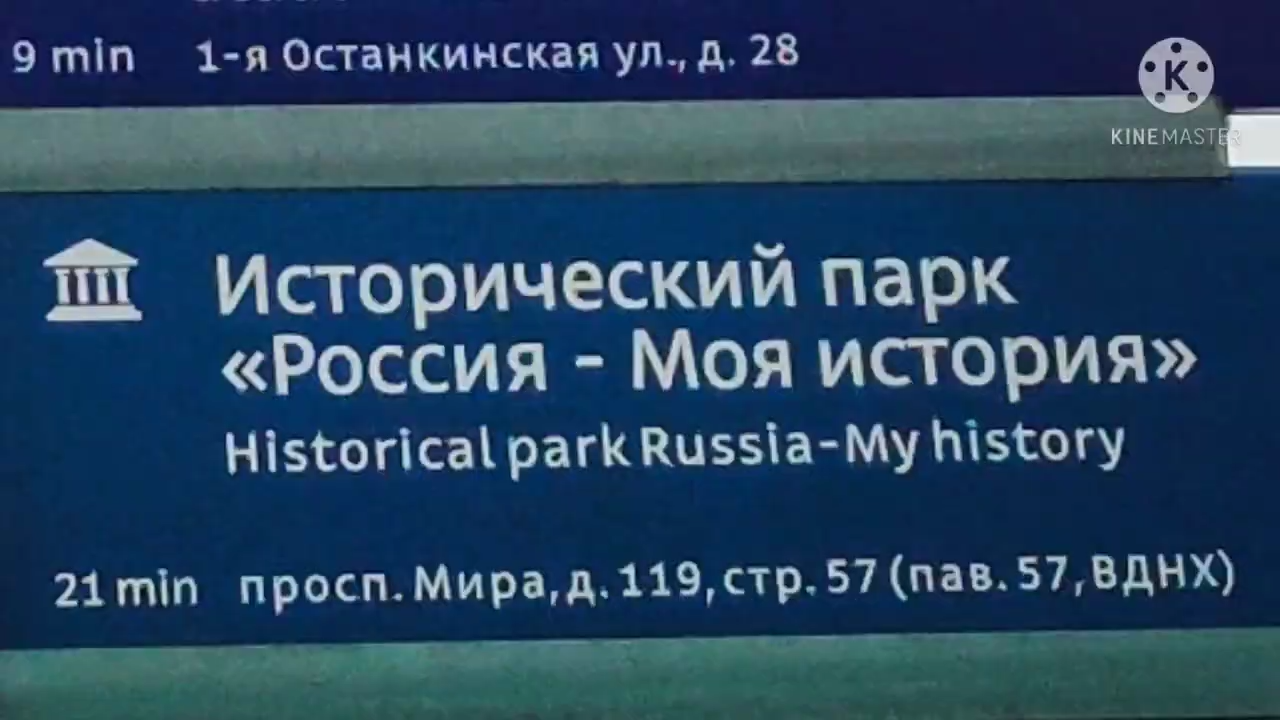 9 min 1-я Останкинская ул., д. 28
K
KINEMASTER
Исторический парк
«Россия - Моя история»
Historical park Russia-My history
21 min просп. Мира, д. 119, стр. 57 (пав. 57, ВДНХ)